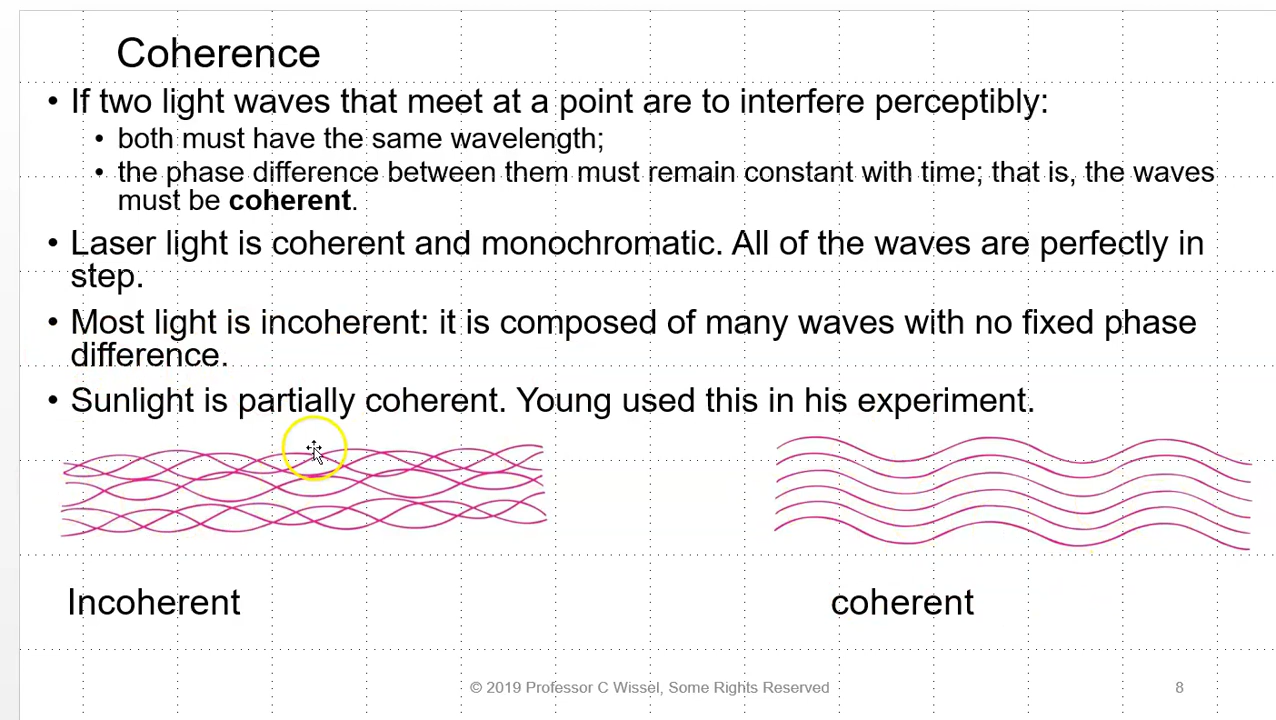 Coherence
• If two light waves that meet at a point are to interfere perceptibly:
• both must have the same wavelength;
• the phase difference between them must remain constant with time; that is, the waves
must be coherent.
• Laser light is coherent and monochromatic. All of the waves are perfectly in
step.
• Most light is incoherent: it is composed of many waves with no fixed phase
difference.
• Sunlight is partially coherent. Young used this in his experiment.
Incoherent
coherent
© 2019 Professor C Wissel, Some Rights Reserved
8